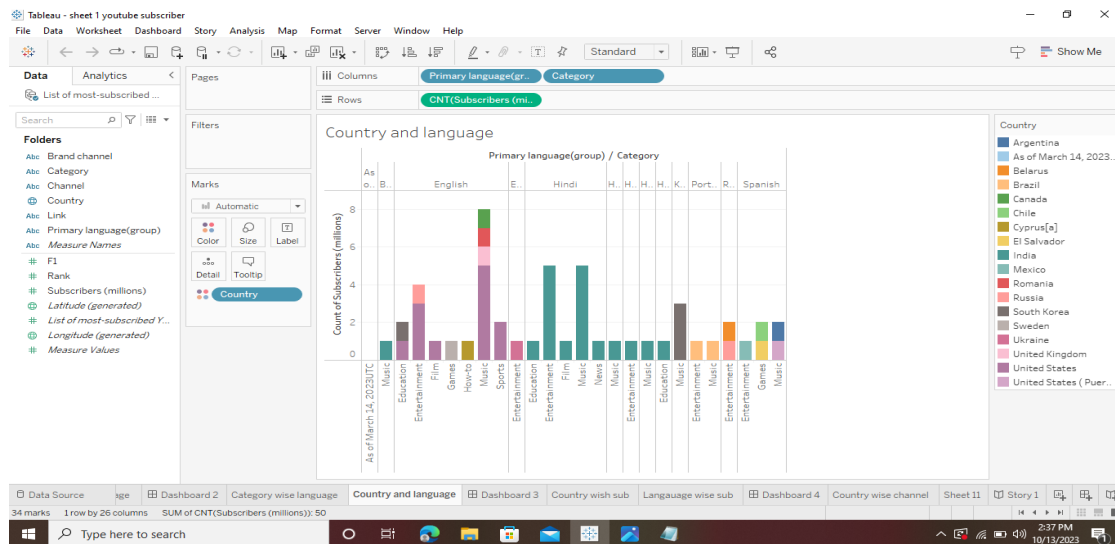 Tableau - sheet 1 youtube subscriber
File Data Worksheet Dashboard Story Analysis Map Format Server Window Help
Standard
Show Me
Data Analytics
List of most-subscribed ...
Search
Folders
Abc Brand channel
Abc Category
Abc Channel
Country
Abc Link
Abc Primary language(group)
Abc Measure Names
# F1
# Rank
# Subscribers (millions)
Latitude (generated)
# List of most-subscribed Y...
Longitude (generated)
# Measure Values
Pages
Filters
Marks
Automatic
Color Size Label
Detail Tooltip
Country
Columns Primary language(gr.. Category
Rows CNT(Subscribers (mi..
Country and language
Primary language(group) / Category
As
o.. B.. English E.. Hindi H.. H.. H.. H.. K.. Port.. R.. Spanish
Count of Subscribers (millions)
8
6
4
2
0
As of March 14, 2023UTC
Music
Education
Entertainment
Film
Games
How-to
Music
Sports
Entertainment
Education
Entertainment
Film
Music
News
Music
Entertainment
Music
Education
Music
Entertainment
Music
Entertainment
Entertainment
Games
Music
Country
Argentina
As of March 14, 2023..
Belarus
Brazil
Canada
Chile
Cyprus[a]
El Salvador
India
Mexico
Romania
Russia
South Korea
Sweden
Ukraine
United Kingdom
United States
United States ( Puer..
Data Source age Dashboard 2 Category wise language Country and language Dashboard 3 Country wish sub Langauage wise sub Dashboard 4 Country wise channel Sheet 11 Story 1
34 marks 1 row by 26 columns SUM of CNT(Subscribers (millions)): 50
Type here to search
2:37 PM
10/13/2023